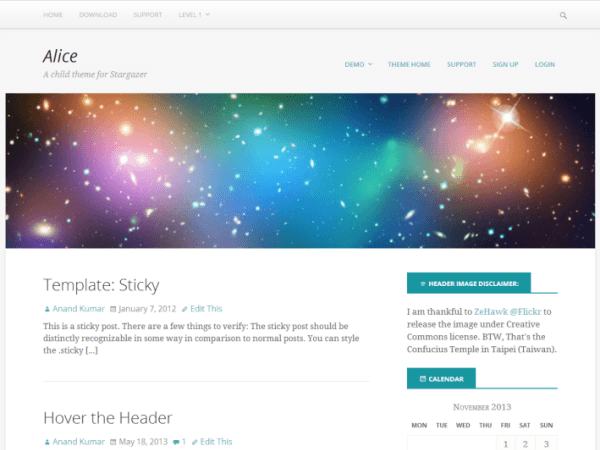 HOME DOWNLOAD SUPPORT LEVEL 1
Alice
A child theme for Stargazer
DEMO THEME HOME SUPPORT SIGN UP LOGIN
Template: Sticky
Anand Kumar January 7, 2012 Edit This
This is a sticky post. There are a few things to verify: The sticky post should be
distinctly recognizable in some way in comparison to normal posts. You can style
the .sticky [...]
Hover the Header
Anand Kumar May 18, 2013 1 Edit This
HEADER IMAGE DISCLAIMER:
I am thankful to ZeHawk @Flickr to
release the image under Creative
Commons license. BTW, That's the
Confucius Temple in Taipei (Taiwan).
CALENDAR
November 2013
MON TUE WED THU FRI SAT SUN
1 2 3